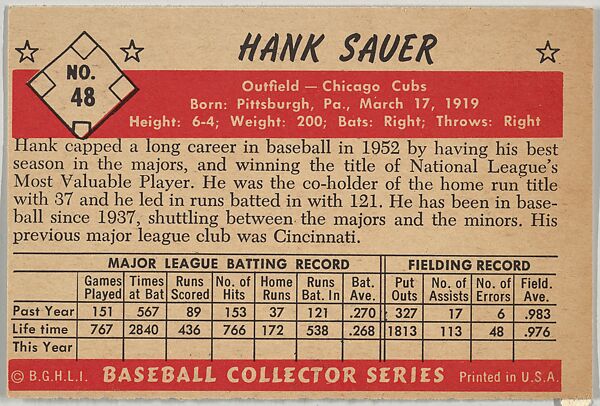 HANK SAUER
NO.
48
Outfield — Chicago Cubs
Born: Pittsburgh, Pa., March 17, 1919
Height: 6-4; Weight: 200; Bats: Right; Throws: Right
Hank capped a long career in baseball in 1952 by having his best
season in the majors, and winning the title of National League's
Most Valuable Player. He was the co-holder of the home run title
with 37 and he led in runs batted in with 121. He has been in base-
ball since 1937, shuttling between the majors and the minors. His
previous major league club was Cincinnati.
MAJOR LEAGUE BATTING RECORD FIELDING RECORD
Games Times Runs No. of Home Runs Bat. Put No. of No. of Field.
Played at Bat Scored Hits Runs Bat. In Ave. Outs Assists Errors Ave.
Past Year 151 567 89 153 37 121 .270 327 17 6 .983
Life time 767 2840 436 766 172 538 .268 1813 113 48 .976
This Year
© B.G.H.L.I. BASEBALL COLLECTOR SERIES Printed in U.S.A.